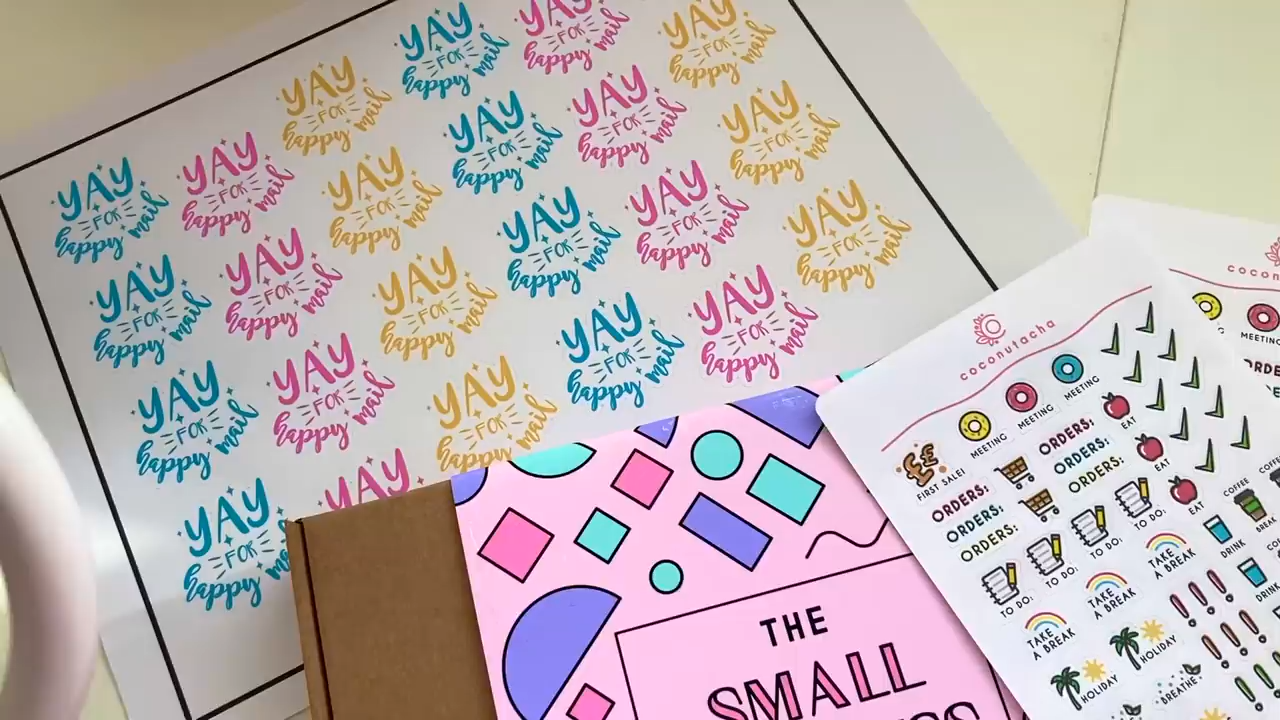 YAY
FOR
happy mail
YAY
FOR
happy mail
YAY
FOR
happy mail
YAY
FOR
happy
YAY
FOR
happy mail
YAY
FOR
happy mail
YAY
FOR
happy mail
YAY
YAY
FOR
happy mail
YAY
FOR
happy mail
YAY
FOR
happy mail
YAY
FOR
happy mail
YAY
FOR
happy mail
YAY
FOR
happy mail
YAY
FOR
happy mail
YAY
FOR
happy mail
YAY
FOR
happy mail
YAY
FOR
happy mail
YAY
FOR
happy mail
YAY
FOR
happy mail
YAY
FOR
happy mail
YAY
FOR
happy mail
YAY
FOR
happy mail
THE
SMALL
coconutacha
FIRST SALE!
MEETING
MEETING
MEETING
ORDERS:
ORDERS:
ORDERS:
ORDERS:
ORDERS:
ORDERS:
EAT
EAT
EAT
TO DO:
TO DO:
TO DO:
TO DO:
TAKE
A BREAK
TAKE
A BREAK
TAKE
A BREAK
DRINK
DRINK
COFFEE
COFFEE
HOLIDAY
HOLIDAY
BREATHE
MEETING